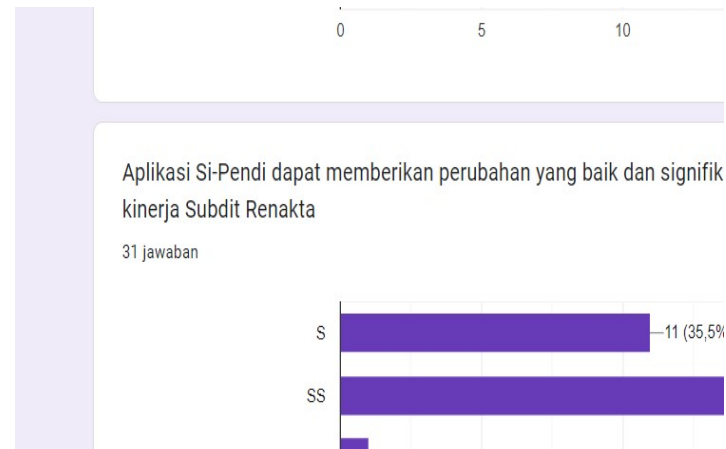 0 5 10
Aplikasi Si-Pendi dapat memberikan perubahan yang baik dan signifik
kinerja Subdit Renakta
31 jawaban
S 11 (35,5%
SS